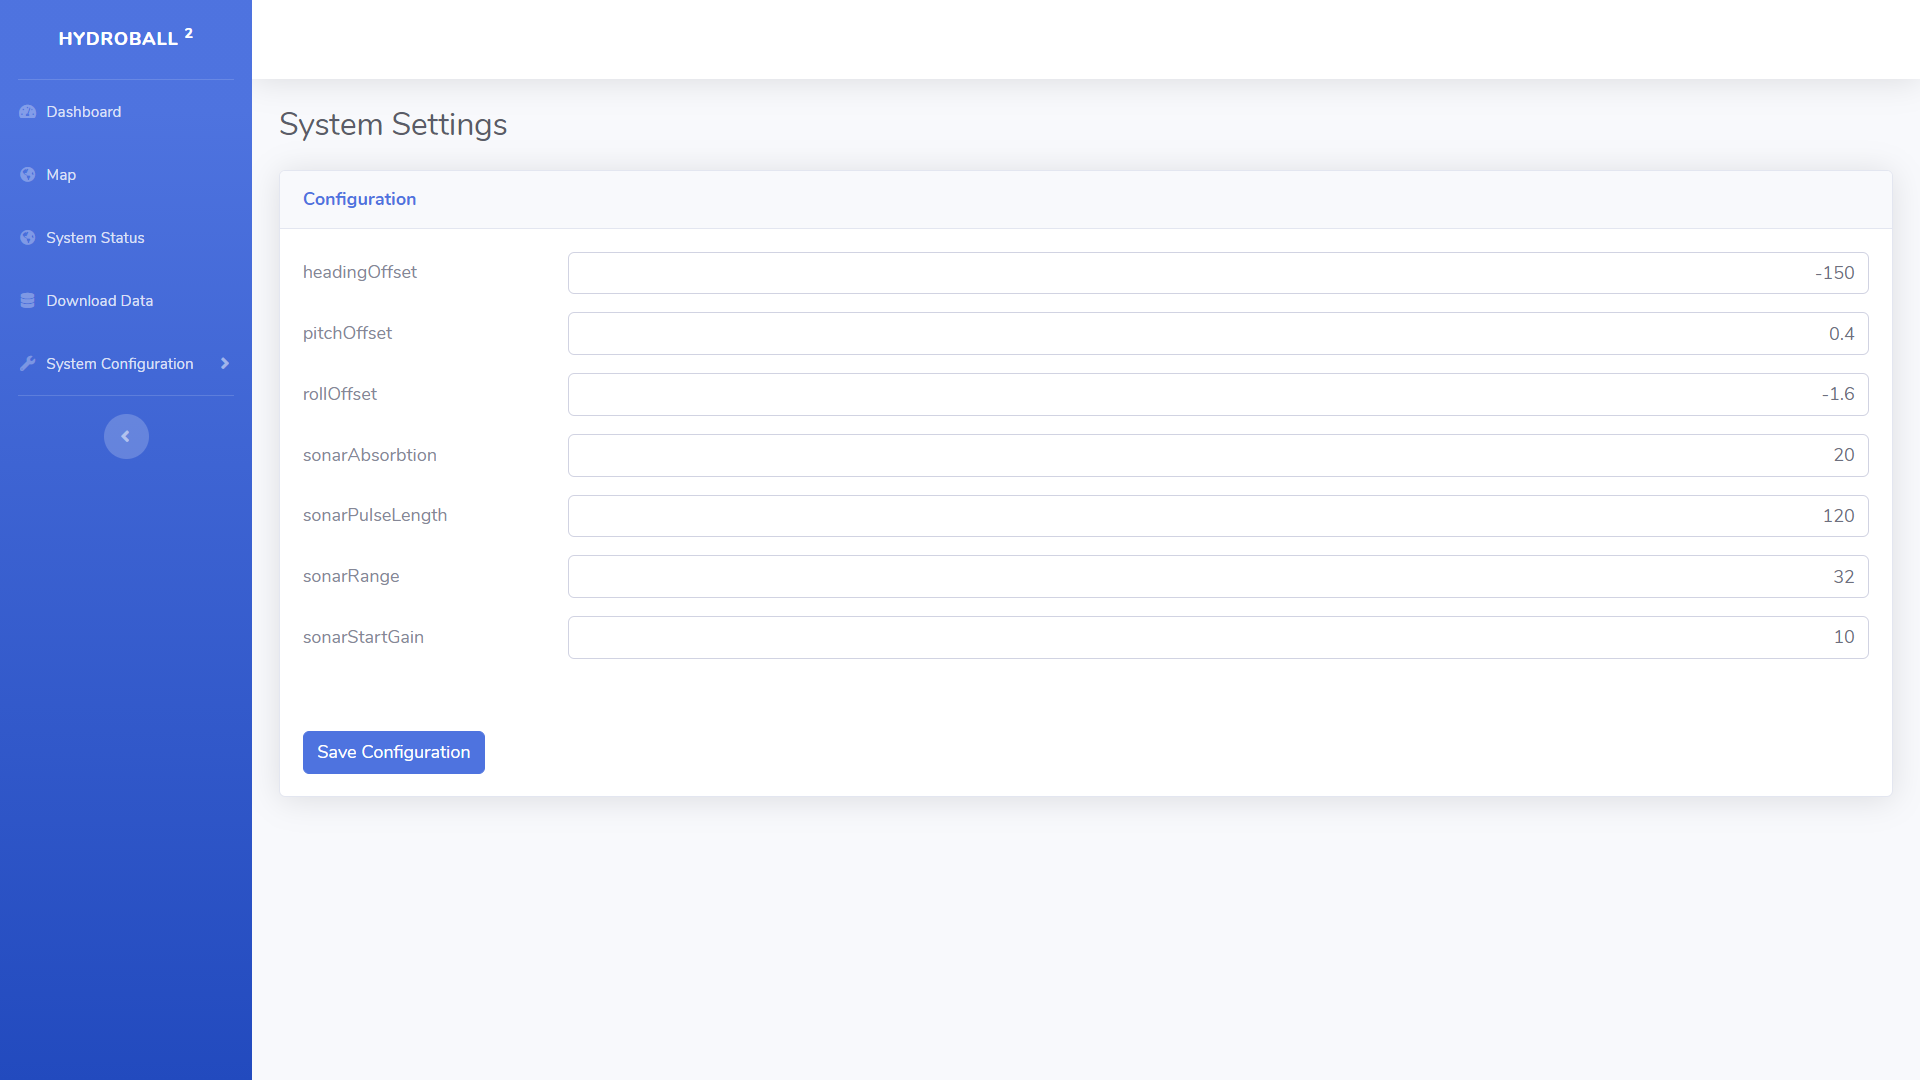 HYDROBALL 2
Dashboard
Map
System Status
Download Data
System Configuration
System Settings
Configuration
headingOffset -150
pitchOffset 0.4
rollOffset -1.6
sonarAbsorbtion 20
sonarPulseLength 120
sonarRange 32
sonarStartGain 10
Save Configuration